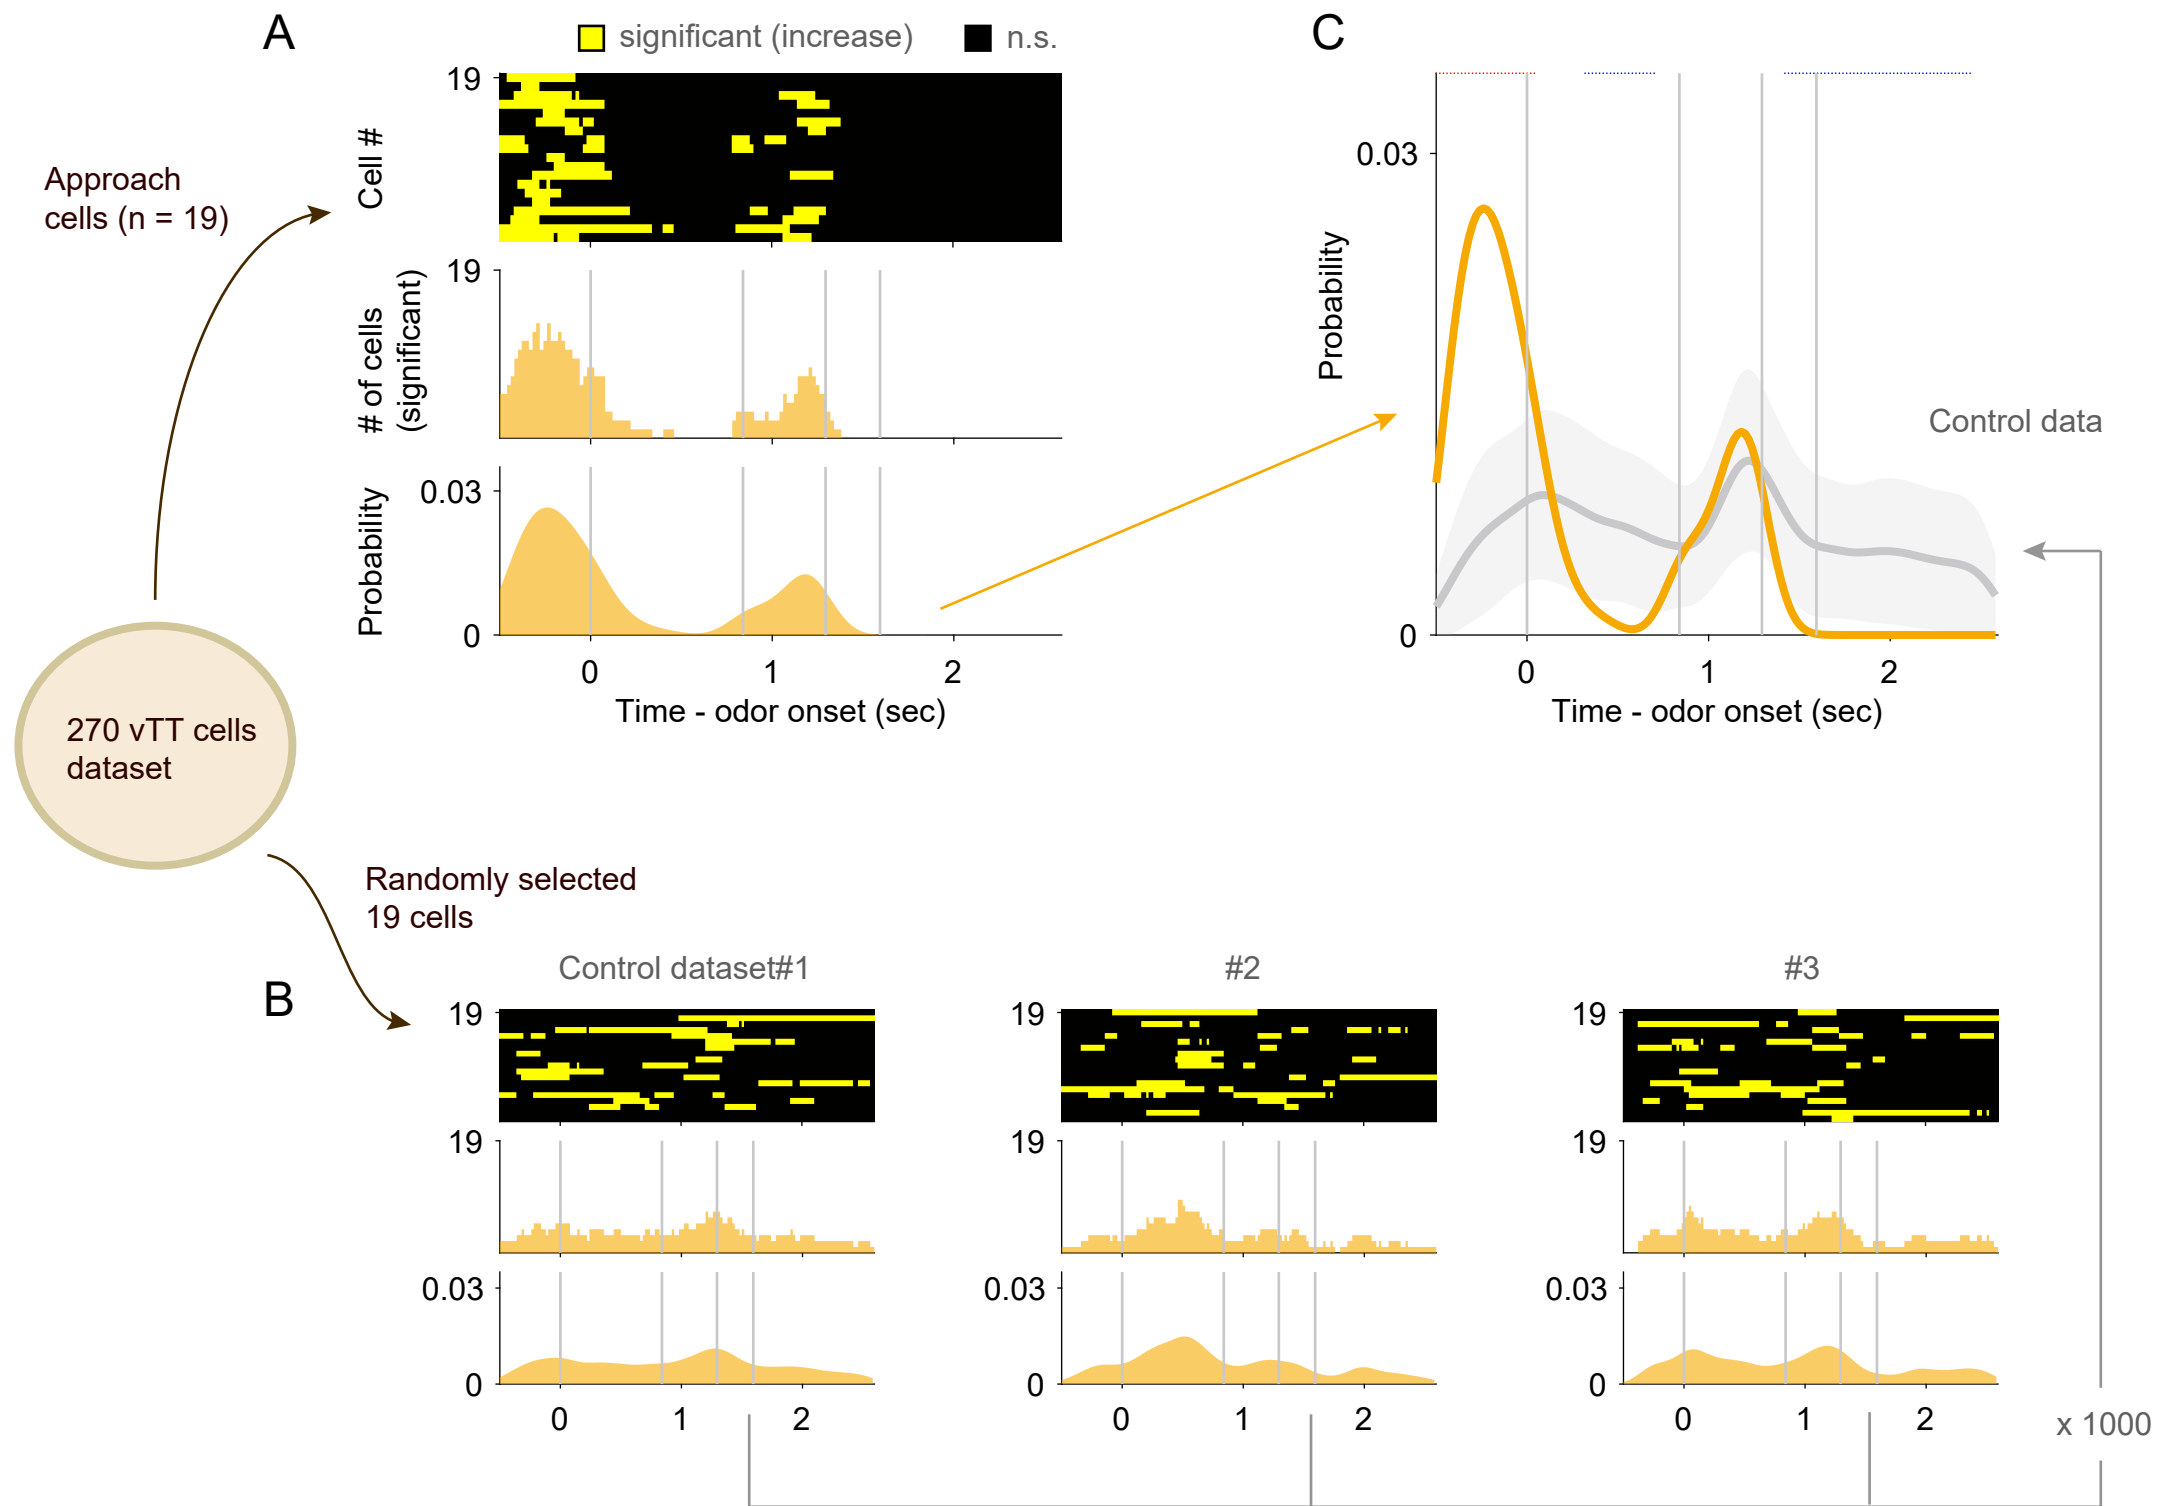 A
significant (increase)
n.s.
19
Cell #
Approach
cells (n = 19)
19
# of cells
(significant)
0.03
Probability
0
0
1
2
Time - odor onset (sec)
C
0.03
Probability
0
Control data
0
1
2
Time - odor onset (sec)
270 vTT cells
dataset
Randomly selected
19 cells
B
Control dataset#1
#2
#3
19
19
19
19
19
19
0.03
0.03
0.03
0
0
0
0
1
2
0
1
2
0
1
2
x 1000